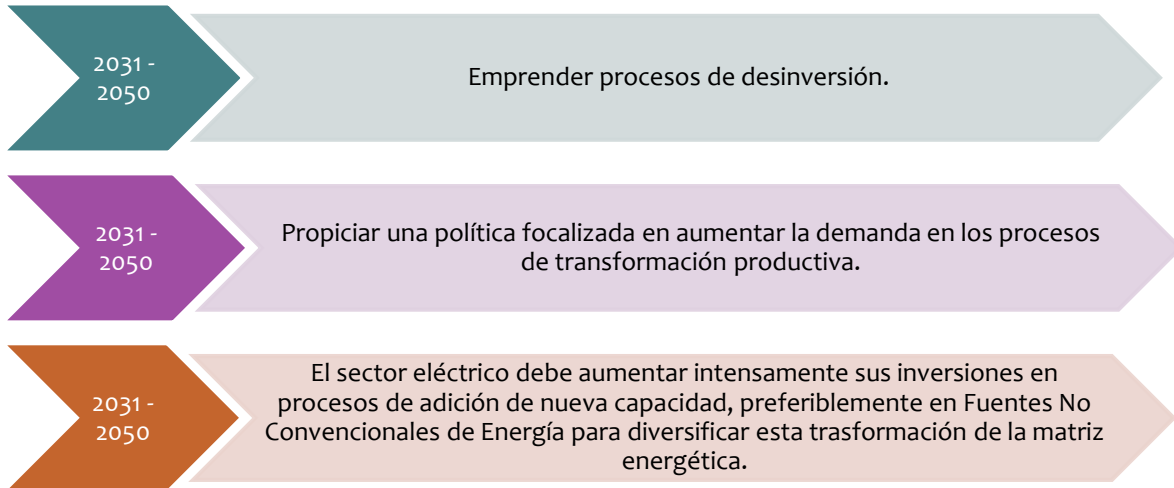 2031 -
2050
Emprender procesos de desinversión.
2031 -
2050
Propiciar una política focalizada en aumentar la demanda en los procesos
de transformación productiva.
2031 -
2050
El sector eléctrico debe aumentar intensamente sus inversiones en
procesos de adición de nueva capacidad, preferiblemente en Fuentes No
Convencionales de Energía para diversificar esta trasformación de la matriz
energética.